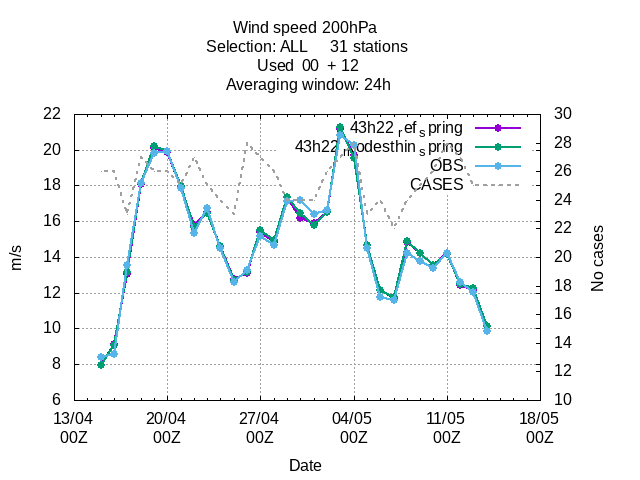 Wind speed 200hPa
Selection: ALL     31 stations
Used  00  + 12
Averaging window: 24h
22 30
20 28
18 26
16 24
14 22
12 20
10 18
8 16
6 14
12
10
m/s
No cases
43h22_ref_spring
43h22_nodesthin_spring
OBS
CASES
13/04 20/04 27/04 04/05 11/05 18/05
00Z 00Z 00Z 00Z 00Z 00Z
Date